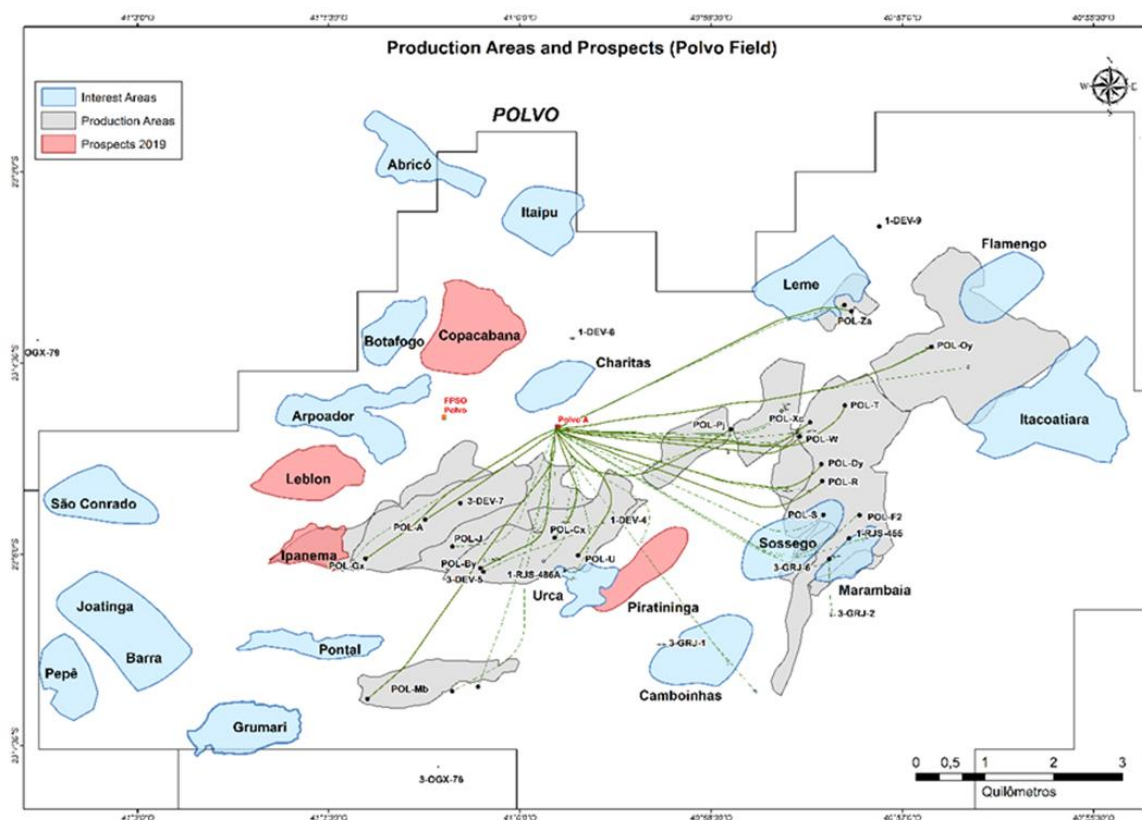 Production Areas and Prospects (Polvo Field)
Interest Areas
Production Areas
Prospects 2019
N
W
E
S
POLVO
Abricó
Itaipu
1-DEV-9
Flamengo
Leme
POL-Za
Botafogo
Copacabana
1-DEV-6
OGX-79
POL-Oy
Charitas
Arpoador
FPSO
Polvo
Polvo A
POL-T
POL-Xc
POL-Pj
POL-W
Itacoatiara
Leblon
POL-Dy
POL-R
São Conrado
3-DEV-7
POL-A
1-DEV-4
POL-S
POL-F2
POL-Cx
1-RJS-455
POL-J
Sossego
Ipanema
POL-Gx
POL-By
POL-U
3-GRJ-6
3-DEV-5
1-RJS-486A
Urca
Marambaia
Joatinga
Piratininga
3-GRJ-2
Pontal
3-GRJ-1
Barra
Pepê
POL-Mb
Camboinhas
Grumari
3-OGX-76
0 0,5 1 2 3
Quilômetros